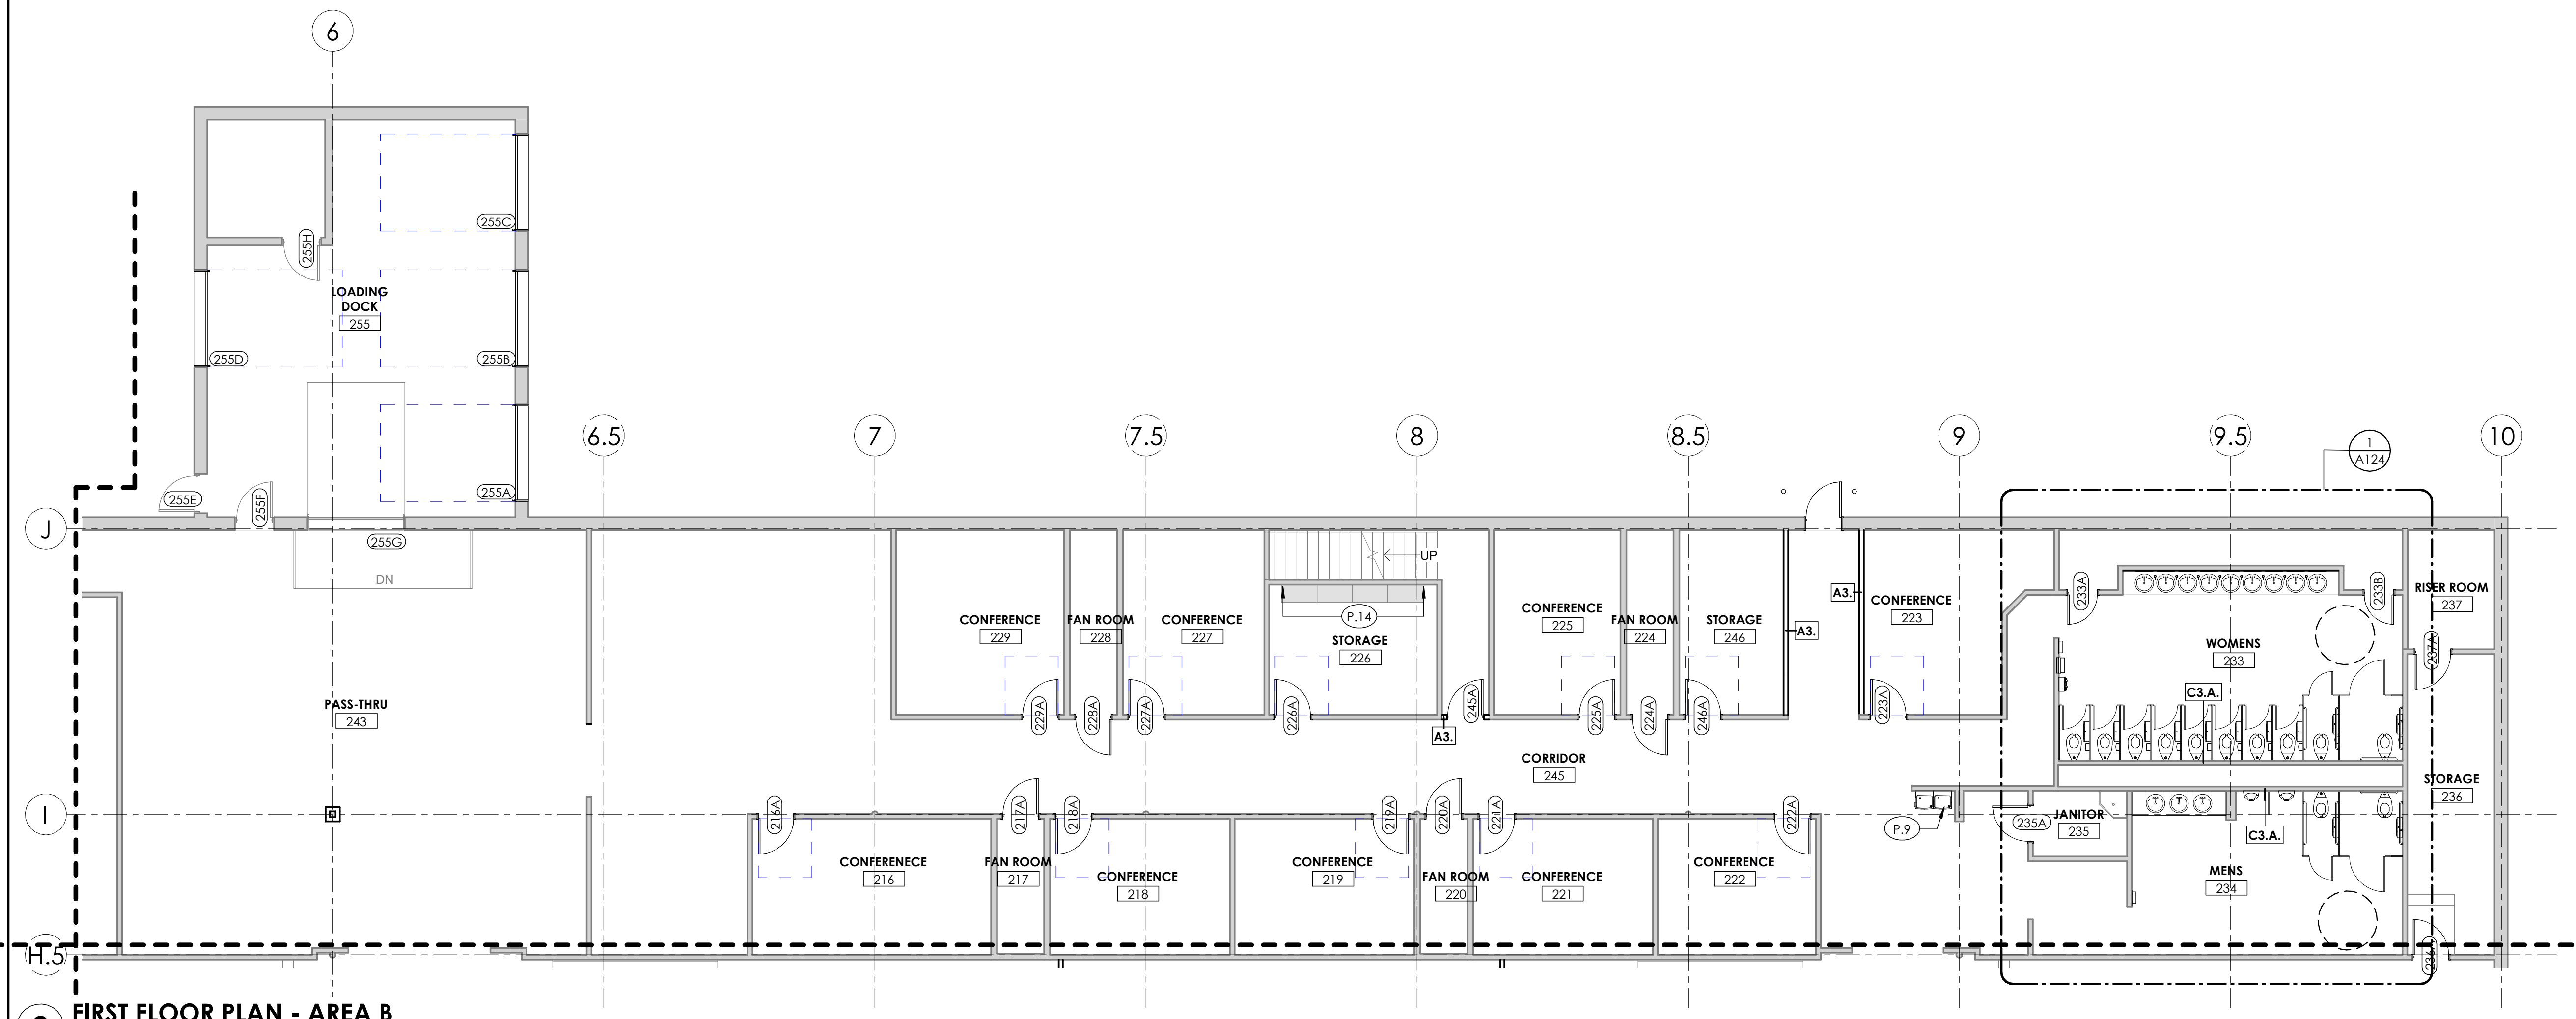 6
255C
255H
LOADING
DOCK
255
255D
255B
6.5
7
7.5
8
8.5
9
9.5
10
1
A124
255A
255E
255F
J
255G
UP
DN
CONFERENCE
229
FAN ROOM
228
CONFERENCE
227
P.14
STORAGE
226
CONFERENCE
225
FAN ROOM
224
STORAGE
246
A3.
A3.
CONFERENCE
223
233A
233B
RISER ROOM
237
WOMENS
233
237A
C3.A.
PASS-THRU
243
229A
228A
227A
226A
245A
A3.
225A
224A
246A
223A
CORRIDOR
245
STORAGE
236
I
216A
217A
218A
219A
220A
221A
222A
P.9
235A
JANITOR
235
C3.A.
CONFERENECE
216
FAN ROOM
217
CONFERENCE
218
CONFERENCE
219
FAN ROOM
220
CONFERENCE
221
CONFERENCE
222
MENS
234
H.5
FIRST FLOOR PLAN - AREA B